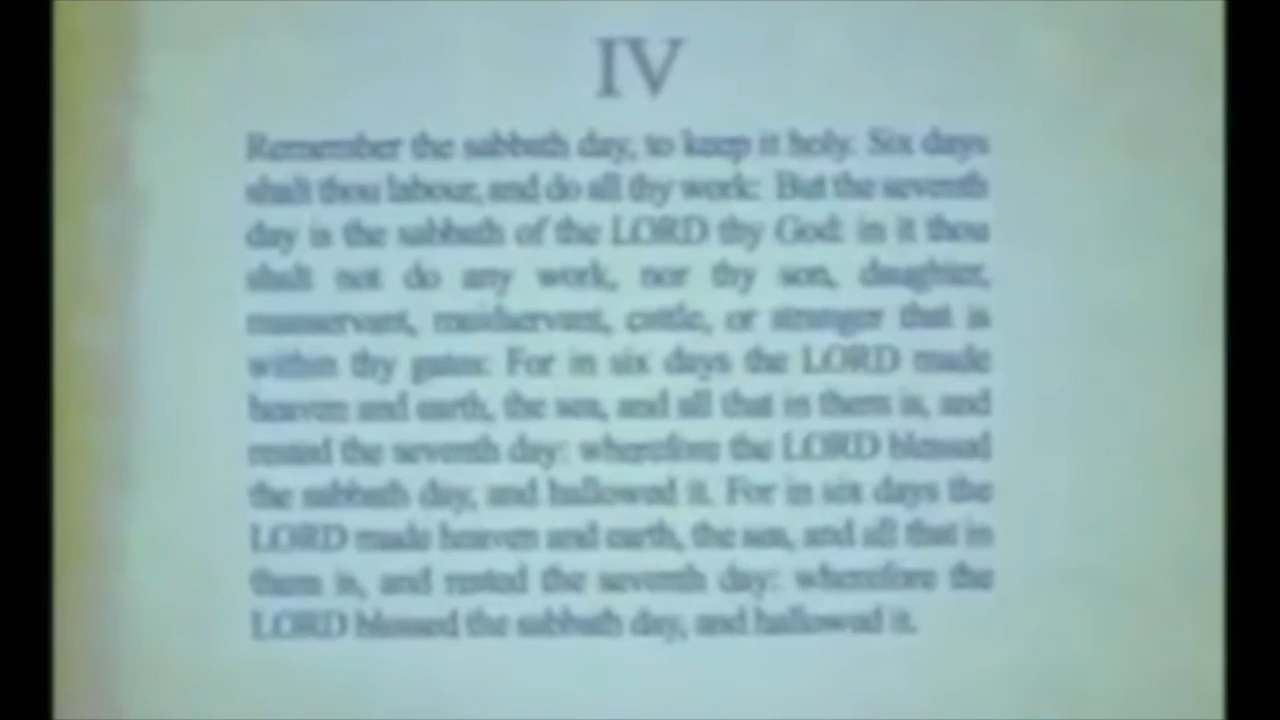 IV
Remember the sabbath day, to keep it holy. Six days
shalt thou labour, and do all thy work: But the seventh
day is the sabbath of the LORD thy God: in it thou
shalt not do any work, nor thy son, daughter,
manservant, maidservant, cattle, or stranger that is
within thy gates: For in six days the LORD made
heaven and earth, the sea, and all that in them is, and
rested the seventh day: wherefore the LORD blessed
the sabbath day, and hallowed it. For in six days the
LORD made heaven and earth, the sea, and all that in
them is, and rested the seventh day: wherefore the
LORD blessed the sabbath day, and hallowed it.